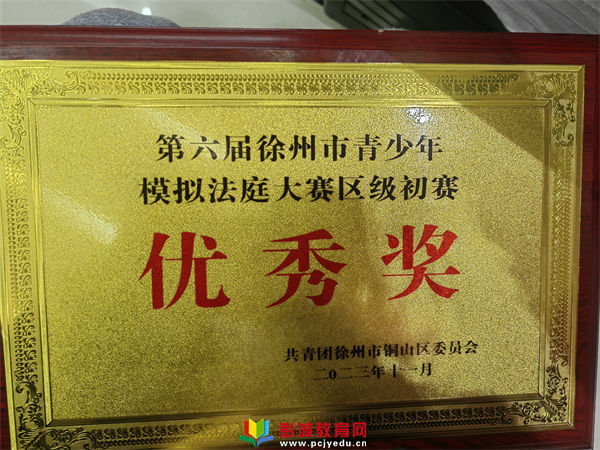 第六届徐州市青少年
模拟法庭大赛区级初赛
优秀奖
共青团徐州市铜山区委员会
二〇二三年十一月
教育网
www.pcjyedu.cn